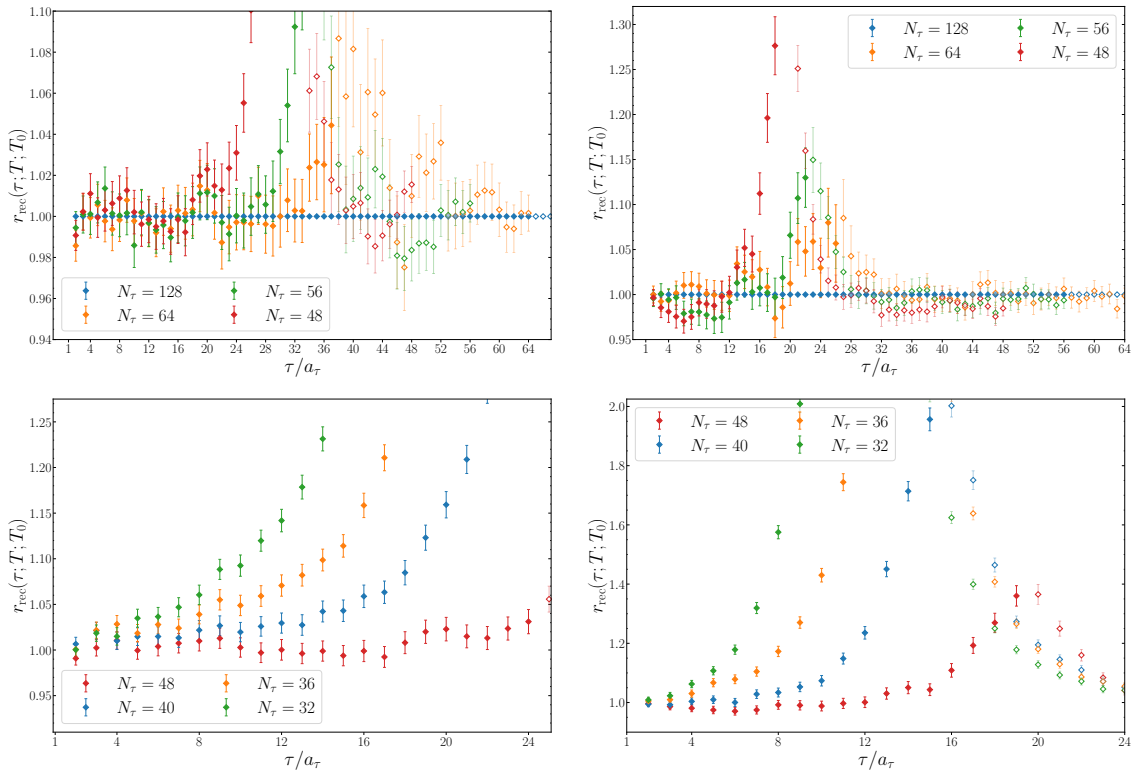 1.10
1.08
1.06
1.04
1.02
1.00
0.98
0.96
0.94
r_rec(τ; T; T_0)
N_τ = 128
N_τ = 64
N_τ = 56
N_τ = 48
1 4 8 12 16 20 24 28 32 36 40 44 48 52 56 60 64
τ/a_τ
1.30
1.25
1.20
1.15
1.10
1.05
1.00
0.95
r_rec(τ; T; T_0)
N_τ = 128
N_τ = 64
N_τ = 56
N_τ = 48
1 4 8 12 16 20 24 28 32 36 40 44 48 52 56 60 64
τ/a_τ
1.25
1.20
1.15
1.10
1.05
1.00
0.95
r_rec(τ; T; T_0)
N_τ = 48
N_τ = 40
N_τ = 36
N_τ = 32
1 4 8 12 16 20 24
τ/a_τ
2.0
1.8
1.6
1.4
1.2
1.0
r_rec(τ; T; T_0)
N_τ = 48
N_τ = 40
N_τ = 36
N_τ = 32
1 4 8 12 16 20 24
τ/a_τ